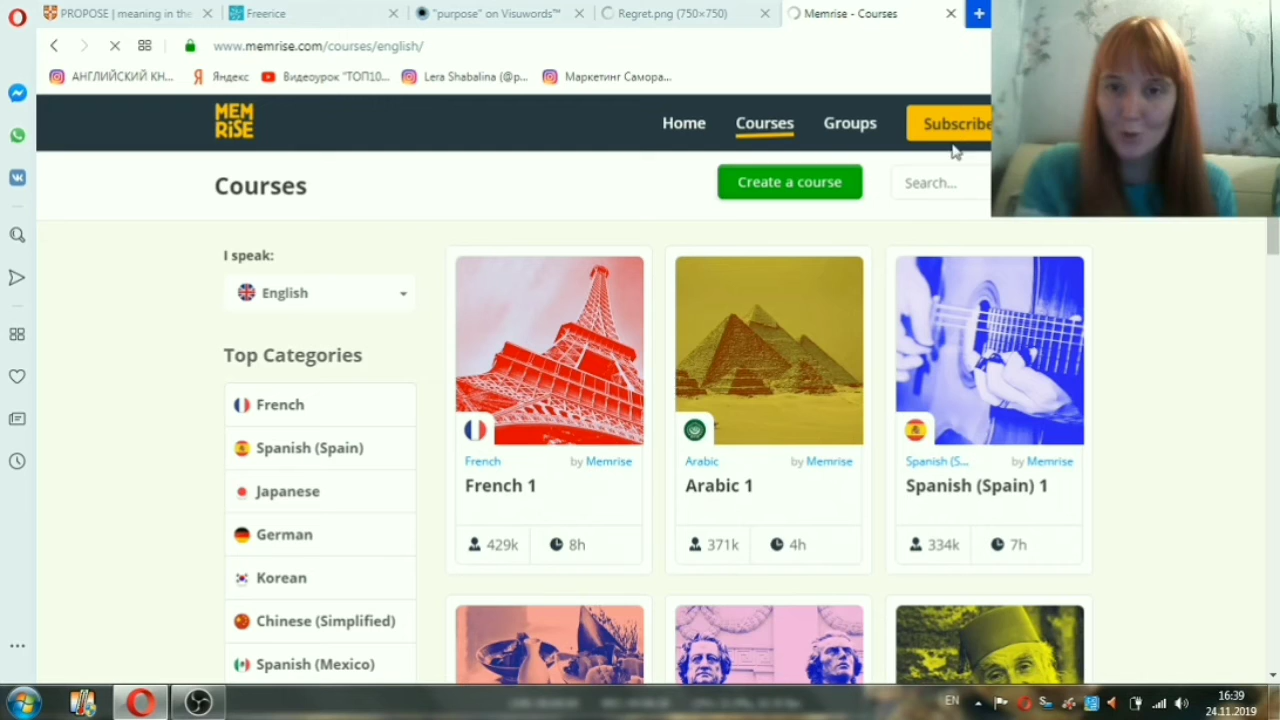 PROPOSE | meaning in the
Freerice
"purpose" on Visuwords™
Regret.png (750×750)
Memrise - Courses
www.memrise.com/courses/english/
АНГЛИЙСКИЙ КН...
Яндекс
Видеоурок "ТОП10...
Lera Shabalina (@p...
Маркетинг Самора...
MEM
RiSE
Home
Courses
Groups
Subscribe
Courses
Create a course
Search...
I speak:
English
Top Categories
French
Spanish (Spain)
Japanese
German
Korean
Chinese (Simplified)
Spanish (Mexico)
French by Memrise
French 1
429k 8h
Arabic by Memrise
Arabic 1
371k 4h
Spanish (S... by Memrise
Spanish (Spain) 1
334k 7h
EN
16:39
24.11.2019